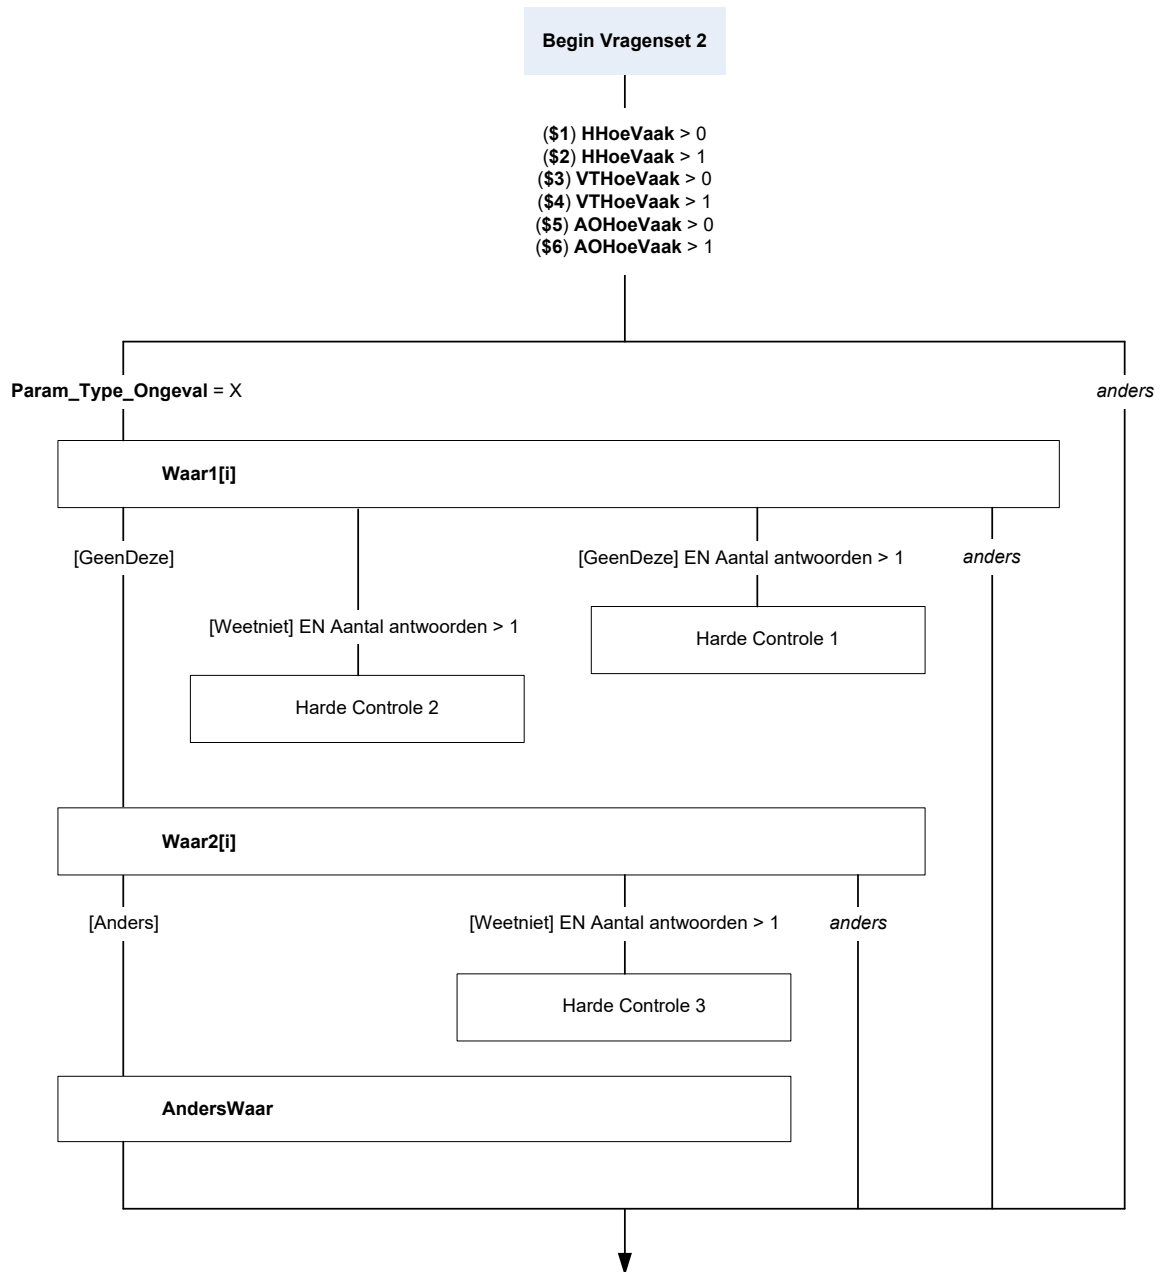 Begin Vragenset 2
($1) HHoeVaak > 0
($2) HHoeVaak > 1
($3) VTHoeVaak > 0
($4) VTHoeVaak > 1
($5) AOHoeVaak > 0
($6) AOHoeVaak > 1
Param_Type_Ongeval = X
anders
Waar1[i]
[GeenDeze]
[GeenDeze] EN Aantal antwoorden > 1
anders
[Weetniet] EN Aantal antwoorden > 1
Harde Controle 1
Harde Controle 2
Waar2[i]
[Anders]
[Weetniet] EN Aantal antwoorden > 1
anders
Harde Controle 3
AndersWaar